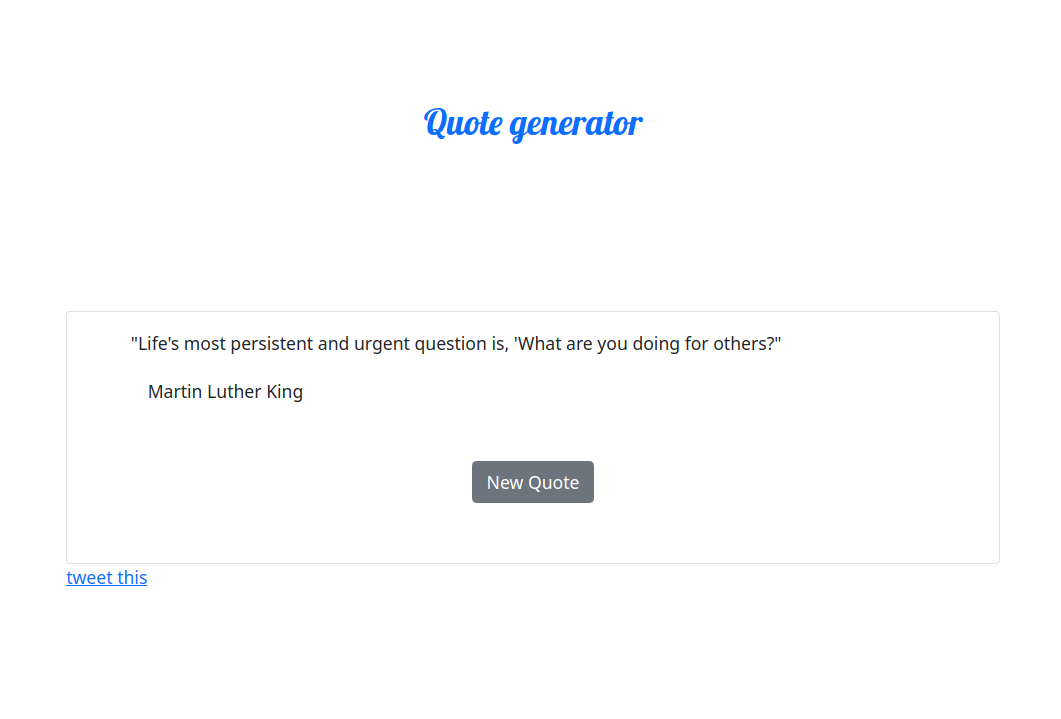 Quote generator
"Life's most persistent and urgent question is, 'What are you doing for others?"
Martin Luther King
New Quote
tweet this